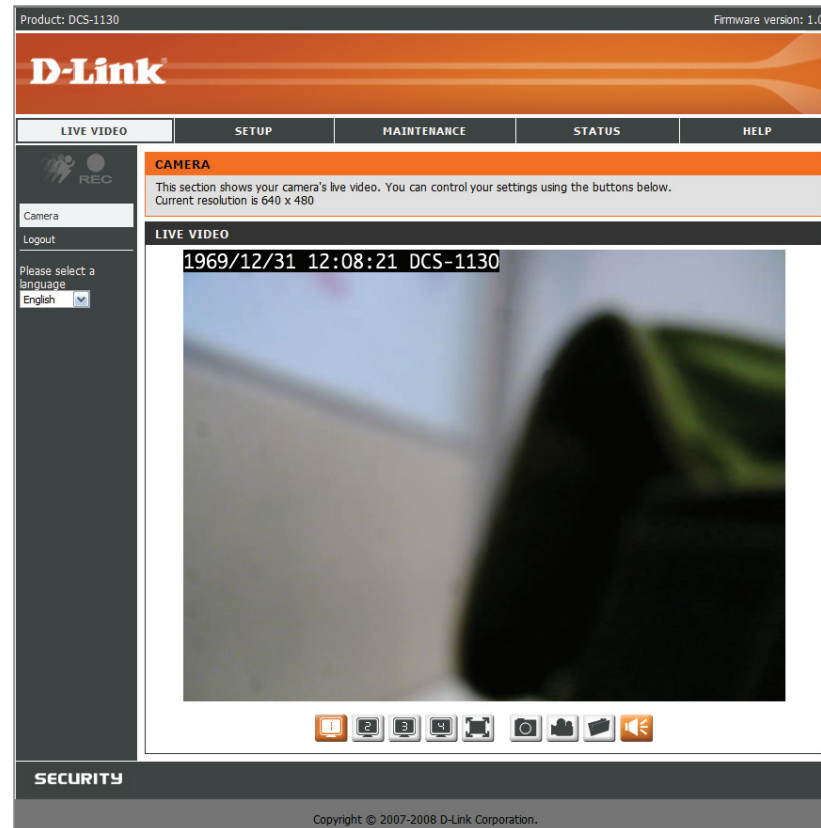 Product: DCS-1130 Firmware version: 1.0
D-Link
LIVE VIDEO SETUP MAINTENANCE STATUS HELP
REC
Camera
Logout
Please select a
language
English
CAMERA
This section shows your camera's live video. You can control your settings using the buttons below.
Current resolution is 640 x 480
LIVE VIDEO
1969/12/31 12:08:21 DCS-1130
1 2 3 4
SECURITY
Copyright © 2007-2008 D-Link Corporation.